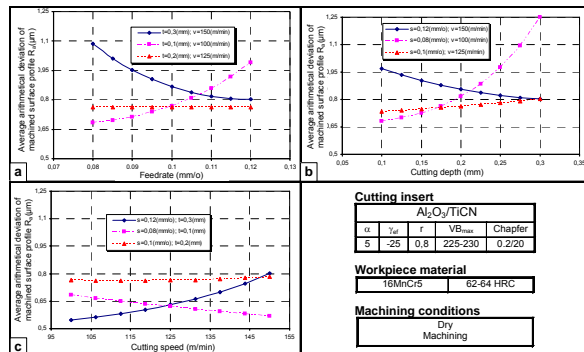 Average arithmetical deviation of
machined surface profile Ra(μm)
1,25
1,1
0,95
0,8
0,65
0,5
t=0,3(mm); v=150(m/min)
t=0,1(mm); v=100(m/min)
t=0,2(mm); v=125(m/min)
0,07 0,08 0,09 0,1 0,11 0,12 0,13
Feedrate (mm/o)
a
Average arithmetical deviation of
machined surface profile Ra(μm)
1,25
1,1
0,95
0,8
0,65
0,5
s=0,12(mm/o); v=150(m/min)
s=0,08(mm/o); v=100(m/min)
s=0,1(mm/o); v=125(m/min)
0,05 0,1 0,15 0,2 0,25 0,3 0,35
Cutting depth (mm)
b
Average arithmetical deviation of
machined surface profile Ra(μm)
1,25
1,1
0,95
0,8
0,65
0,5
s=0,12(mm/o); t=0,3(mm)
s=0,08(mm/o); t=0,1(mm)
s=0,1(mm/o); t=0,2(mm)
95 105 115 125 135 145 155
Cutting speed (m/min)
c
Cutting insert
Al2O3/TiCN
α γef r VBmax Chapfer
5 -25 0,8 225-230 0.2/20
Workpiece material
16MnCr5 62-64 HRC
Machining conditions
Dry
Machining